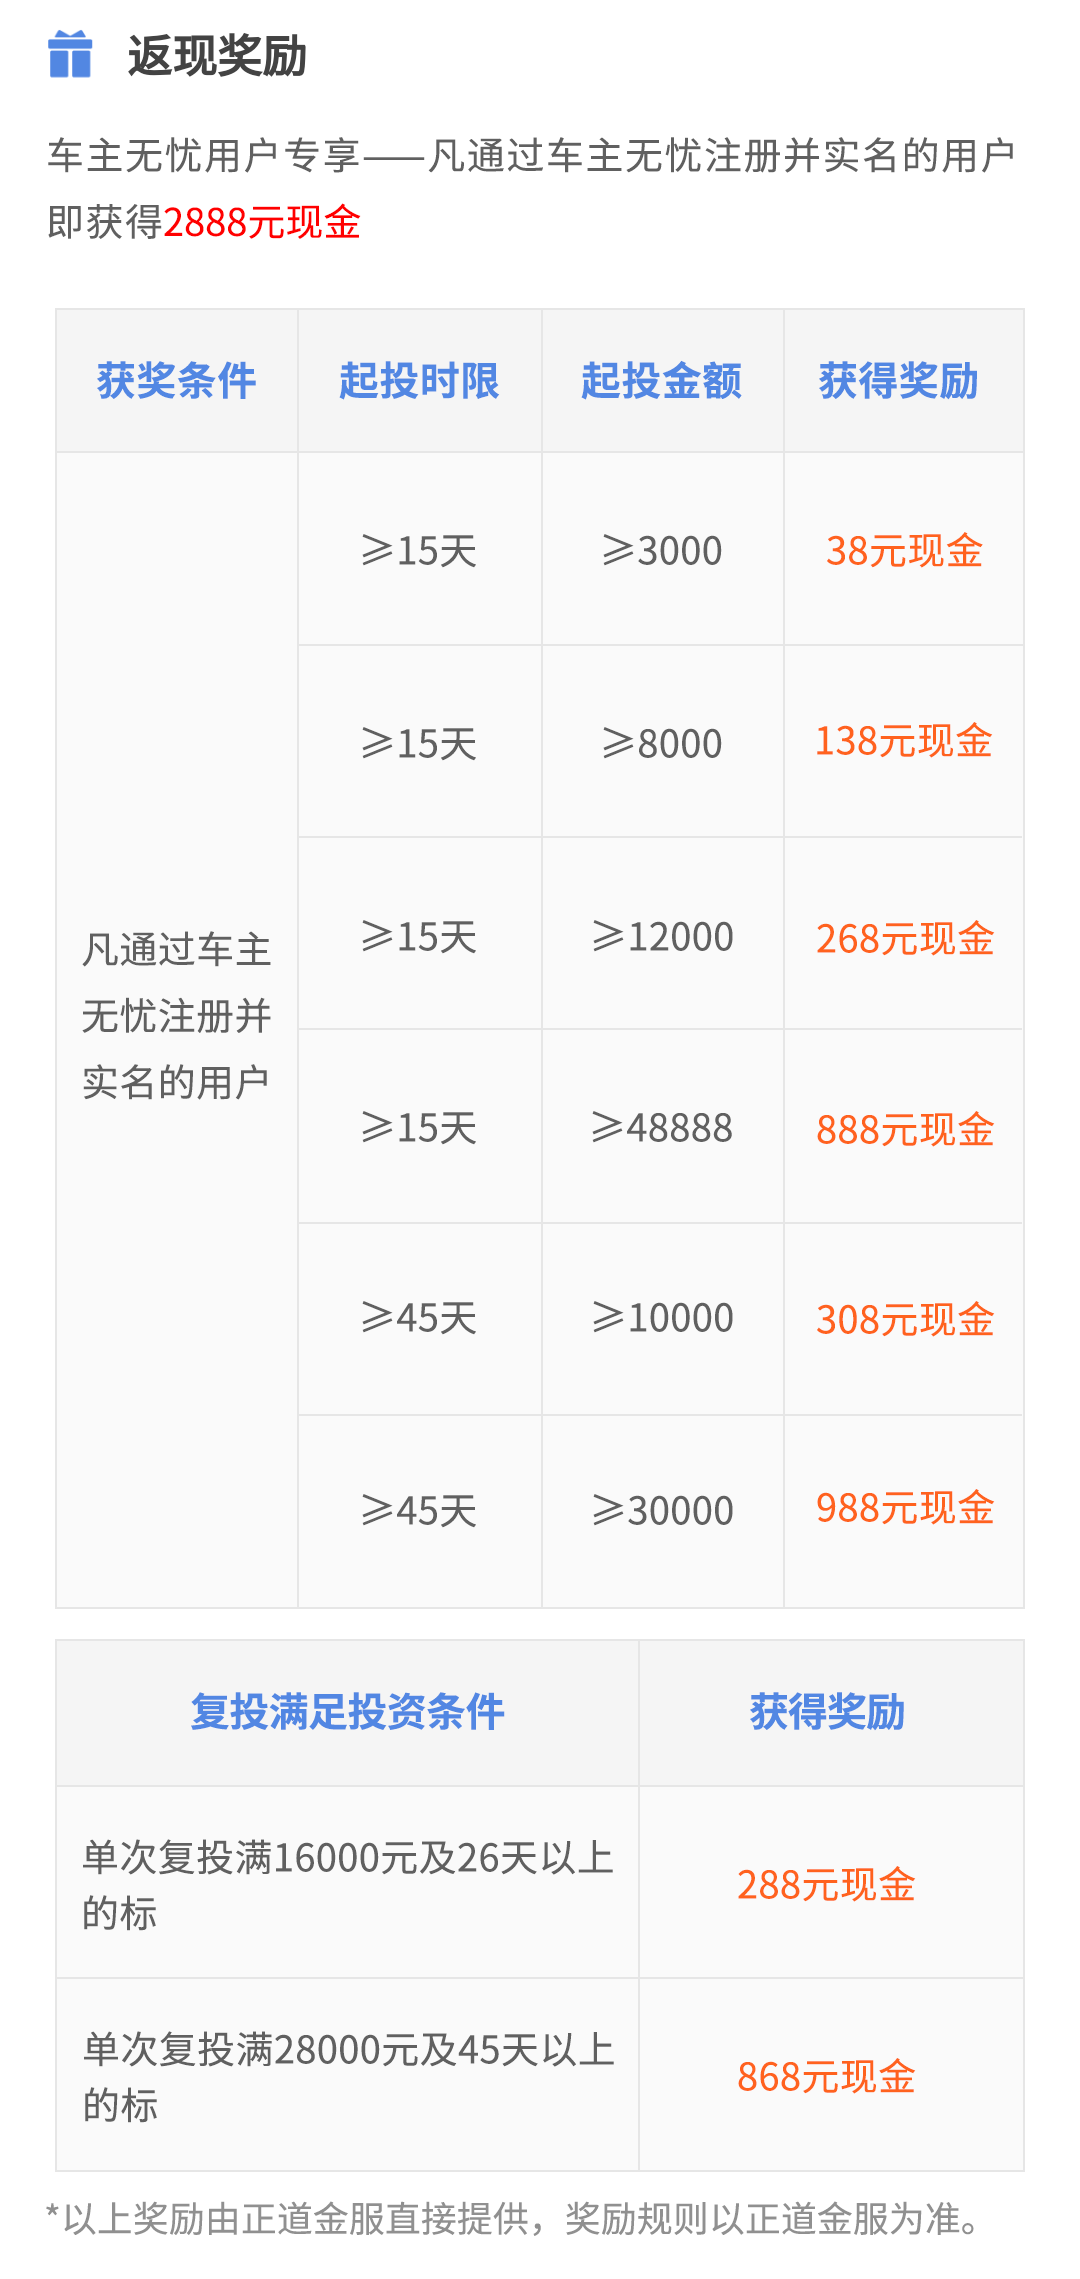 返现奖励
车主无忧用户专享——凡通过车主无忧注册并实名的用户
即获得2888元现金
获奖条件 起投时限 起投金额 获得奖励
≥15天 ≥3000 38元现金
≥15天 ≥8000 138元现金
≥15天 ≥12000 268元现金
凡通过车主
无忧注册并
实名的用户
≥15天 ≥48888 888元现金
≥45天 ≥10000 308元现金
≥45天 ≥30000 988元现金
复投满足投资条件 获得奖励
单次复投满16000元及26天以上
的标
288元现金
单次复投满28000元及45天以上
的标
868元现金
*以上奖励由正道金服直接提供，奖励规则以正道金服为准。